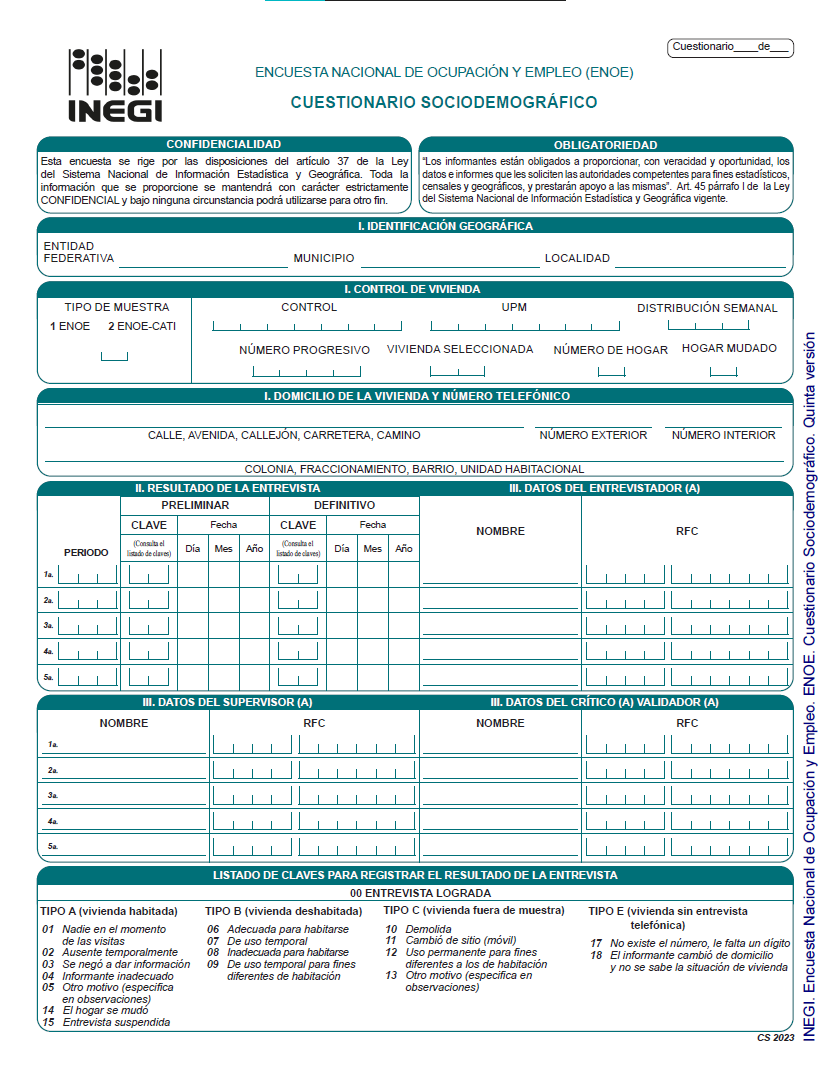 Cuestionario____de___
INEGI
ENCUESTA NACIONAL DE OCUPACIÓN Y EMPLEO (ENOE)
CUESTIONARIO SOCIODEMOGRÁFICO
CONFIDENCIALIDAD
Esta encuesta se rige por las disposiciones del artículo 37 de la Ley
del Sistema Nacional de Información Estadística y Geográfica. Toda la
información que se proporcione se mantendrá con carácter estrictamente
CONFIDENCIAL y bajo ninguna circunstancia podrá utilizarse para otro fin.
OBLIGATORIEDAD
“Los informantes están obligados a proporcionar, con veracidad y oportunidad, los
datos e informes que les soliciten las autoridades competentes para fines estadísticos,
censales y geográficos, y prestarán apoyo a las mismas”. Art. 45 párrafo I de la Ley
del Sistema Nacional de Información Estadística y Geográfica vigente.
I. IDENTIFICACIÓN GEOGRÁFICA
ENTIDAD
FEDERATIVA MUNICIPIO LOCALIDAD
I. CONTROL DE VIVIENDA
TIPO DE MUESTRA CONTROL UPM DISTRIBUCIÓN SEMANAL
1 ENOE 2 ENOE-CATI
NÚMERO PROGRESIVO VIVIENDA SELECCIONADA NÚMERO DE HOGAR HOGAR MUDADO
I. DOMICILIO DE LA VIVIENDA Y NÚMERO TELEFÓNICO
CALLE, AVENIDA, CALLEJÓN, CARRETERA, CAMINO NÚMERO EXTERIOR NÚMERO INTERIOR
COLONIA, FRACCIONAMIENTO, BARRIO, UNIDAD HABITACIONAL
II. RESULTADO DE LA ENTREVISTA III. DATOS DEL ENTREVISTADOR (A)
PRELIMINAR DEFINITIVO
CLAVE Fecha CLAVE Fecha
NOMBRE RFC
PERIODO
(Consulta el
listado de claves)
Día Mes Año
(Consulta el
listado de claves)
Día Mes Año
1a.
2a.
3a.
4a.
5a.
III. DATOS DEL SUPERVISOR (A) III. DATOS DEL CRÍTICO (A) VALIDADOR (A)
NOMBRE RFC NOMBRE RFC
1a.
2a.
3a.
4a.
5a.
LISTADO DE CLAVES PARA REGISTRAR EL RESULTADO DE LA ENTREVISTA
00 ENTREVISTA LOGRADA
TIPO A (vivienda habitada)
01 Nadie en el momento
de las visitas
02 Ausente temporalmente
03 Se negó a dar información
04 Informante inadecuado
05 Otro motivo (especifica
en observaciones)
14 El hogar se mudó
15 Entrevista suspendida
TIPO B (vivienda deshabitada)
06 Adecuada para habitarse
07 De uso temporal
08 Inadecuada para habitarse
09 De uso temporal para fines
diferentes de habitación
TIPO C (vivienda fuera de muestra)
10 Demolida
11 Cambió de sitio (móvil)
12 Uso permanente para fines
diferentes a los de habitación
13 Otro motivo (especifica en
observaciones)
TIPO E (vivienda sin entrevista
telefónica)
17 No existe el número, le falta un dígito
18 El informante cambió de domicilio
y no se sabe la situación de vivienda
CS 2023
INEGI. Encuesta Nacional de Ocupación y Empleo. ENOE. Cuestionario Sociodemográfico. Quinta versión